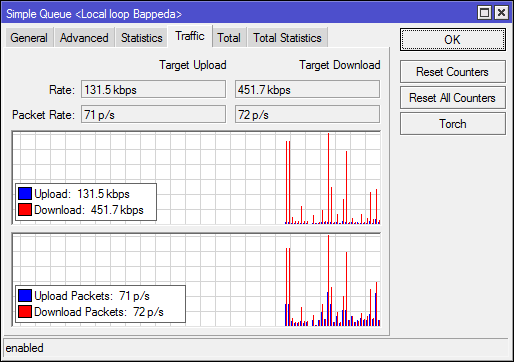 Simple Queue <Local loop Bappeda>
General Advanced Statistics Traffic Total Total Statistics
OK
Reset Counters
Reset All Counters
Torch
Target Upload Target Download
Rate: 131.5 kbps 451.7 kbps
Packet Rate: 71 p/s 72 p/s
Upload: 131.5 kbps
Download: 451.7 kbps
Upload Packets: 71 p/s
Download Packets: 72 p/s
enabled